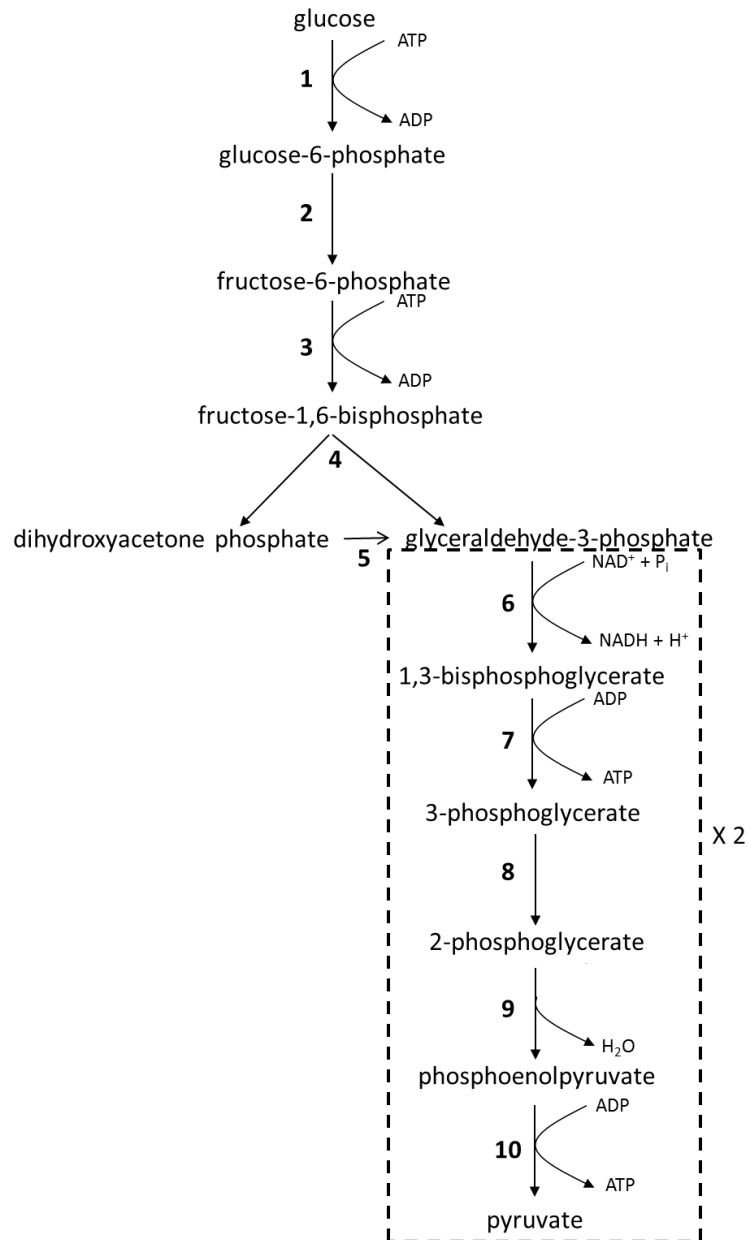 glucose
ATP
1
ADP
glucose-6-phosphate
2
fructose-6-phosphate
ATP
3
ADP
fructose-1,6-bisphosphate
4
dihydroxyacetone phosphate
5
glyceraldehyde-3-phosphate
NAD⁺ + Pᵢ
6
NADH + H⁺
1,3-bisphosphoglycerate
ADP
7
ATP
3-phosphoglycerate
X 2
8
2-phosphoglycerate
9
H₂O
phosphoenolpyruvate
ADP
10
ATP
pyruvate